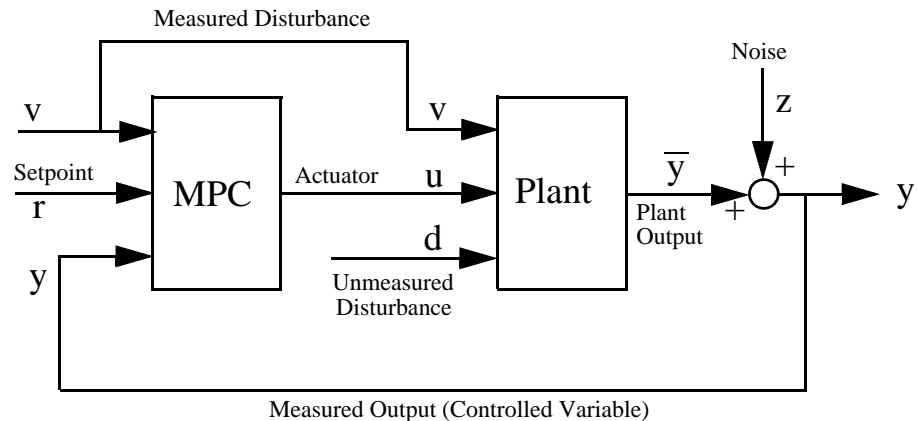 Measured Disturbance
Noise
v
v
z
Setpoint
r
MPC
Actuator
u
Plant
y̅
+
+
y
Plant
Output
y
d
Unmeasured
Disturbance
Measured Output (Controlled Variable)